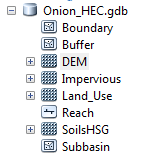 Onion_HEC.gdb
Boundary
Buffer
DEM
Impervious
Land_Use
Reach
SoilsHSG
Subbasin